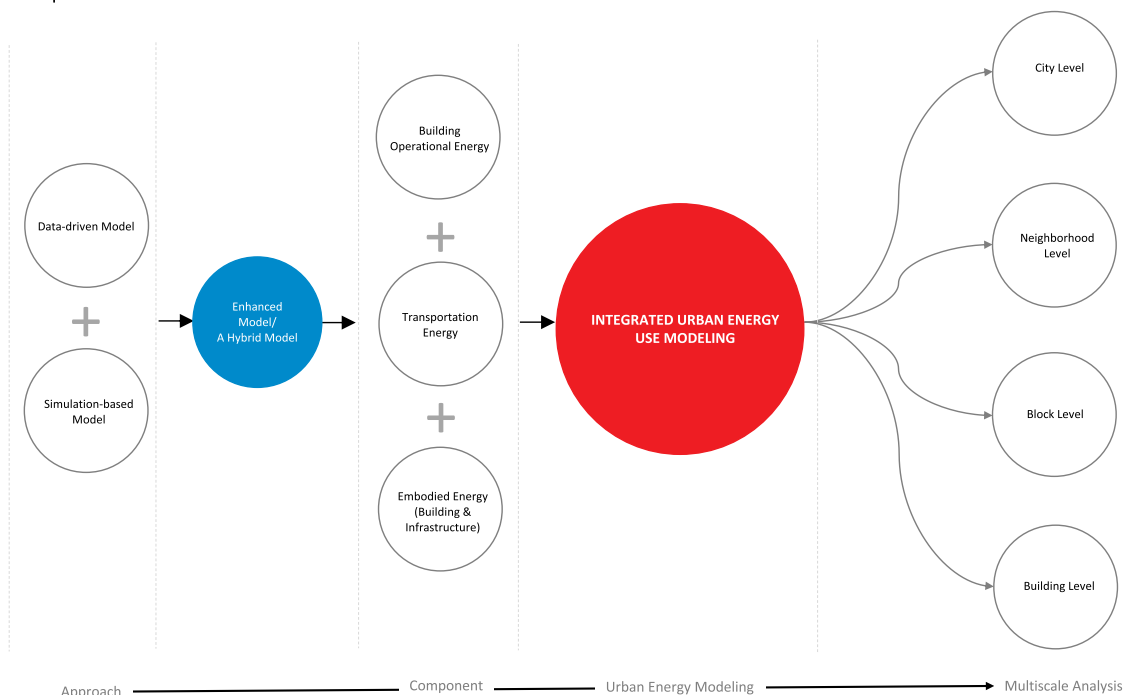 Data-driven Model
Simulation-based
Model
Enhanced
Model/
A Hybrid Model
Building
Operational Energy
Transportation
Energy
Embodied Energy
(Building &
Infrastructure)
INTEGRATED URBAN ENERGY
USE MODELING
City Level
Neighborhood
Level
Block Level
Building Level
Approach
Component
Urban Energy Modeling
Multiscale Analysis